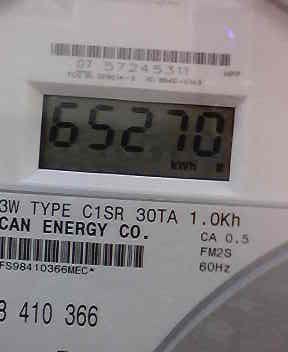 07 57245311
65270
kWh
3W TYPE C1SR 30TA 1.0Kh
CAN ENERGY CO.
CA 0.5
FM2S
60Hz
FS98410366MEC*
8 410 366